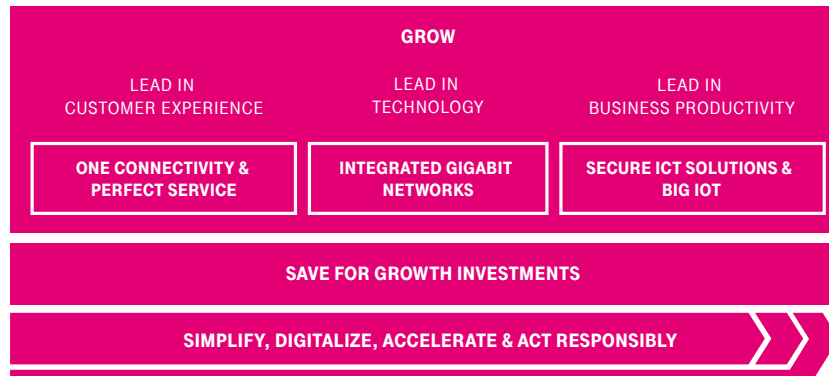 GROW
LEAD IN
CUSTOMER EXPERIENCE
LEAD IN
TECHNOLOGY
LEAD IN
BUSINESS PRODUCTIVITY
ONE CONNECTIVITY &
PERFECT SERVICE
INTEGRATED GIGABIT
NETWORKS
SECURE ICT SOLUTIONS &
BIG IOT
SAVE FOR GROWTH INVESTMENTS
SIMPLIFY, DIGITALIZE, ACCELERATE & ACT RESPONSIBLY